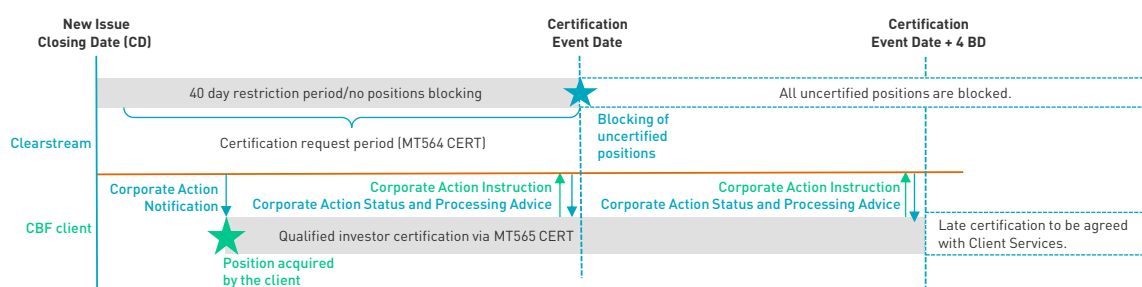 New Issue
Closing Date (CD)
Certification
Event Date
Certification
Event Date + 4 BD
40 day restriction period/no positions blocking
All uncertified positions are blocked.
Clearstream
Certification request period (MT564 CERT)
Blocking of
uncertified
positions
Corporate Action
Notification
Corporate Action Instruction
Corporate Action Status and Processing Advice
Corporate Action Instruction
Corporate Action Status and Processing Advice
CBF client
Qualified investor certification via MT565 CERT
Late certification to be agreed
with Client Services.
Position acquired
by the client